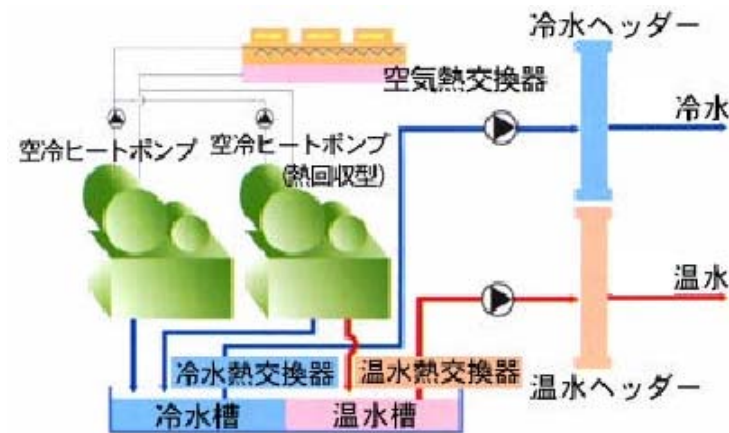 冷水ヘッダー
空気熱交換器
冷水
空冷ヒートポンプ
空冷ヒートポンプ
(熱回収型)
温水
冷水熱交換器
温水熱交換器
温水ヘッダー
冷水槽
温水槽